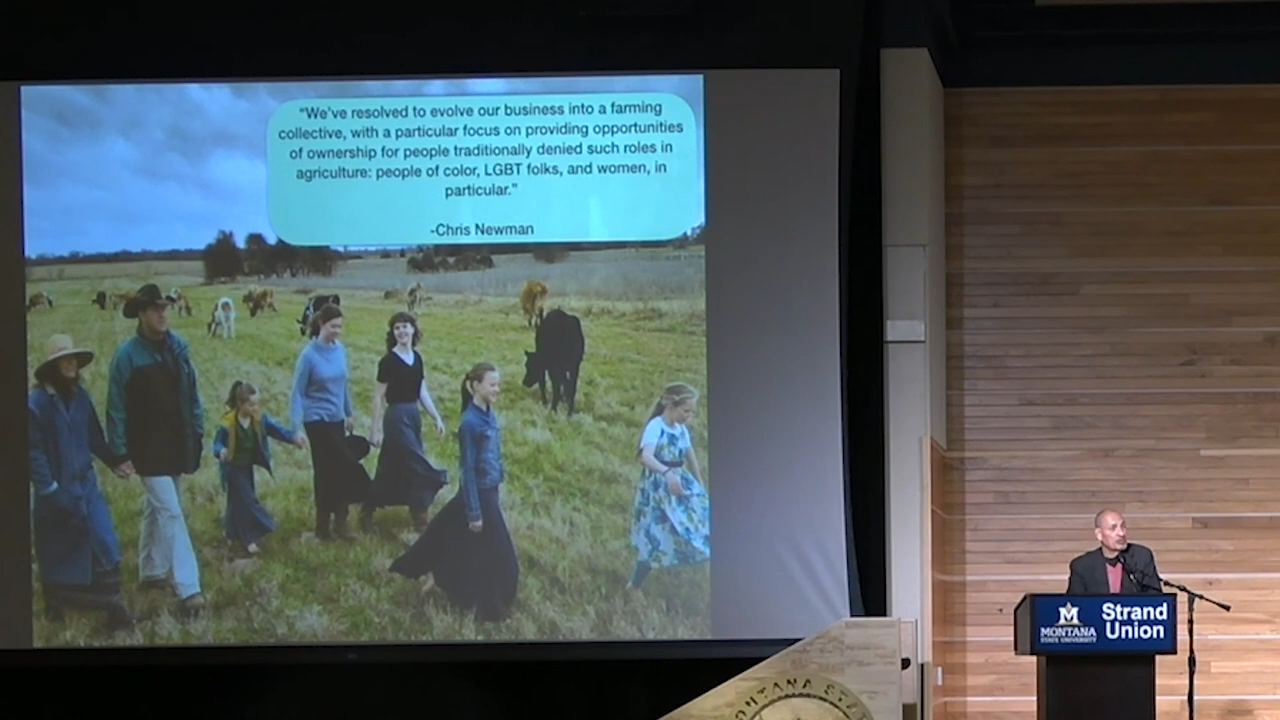 “We’ve resolved to evolve our business into a farming
collective, with a particular focus on providing opportunities
of ownership for people traditionally denied such roles in
agriculture: people of color, LGBT folks, and women, in
particular.”
-Chris Newman
M
MONTANA
STATE UNIVERSITY
Strand
Union
ONTANA STAT